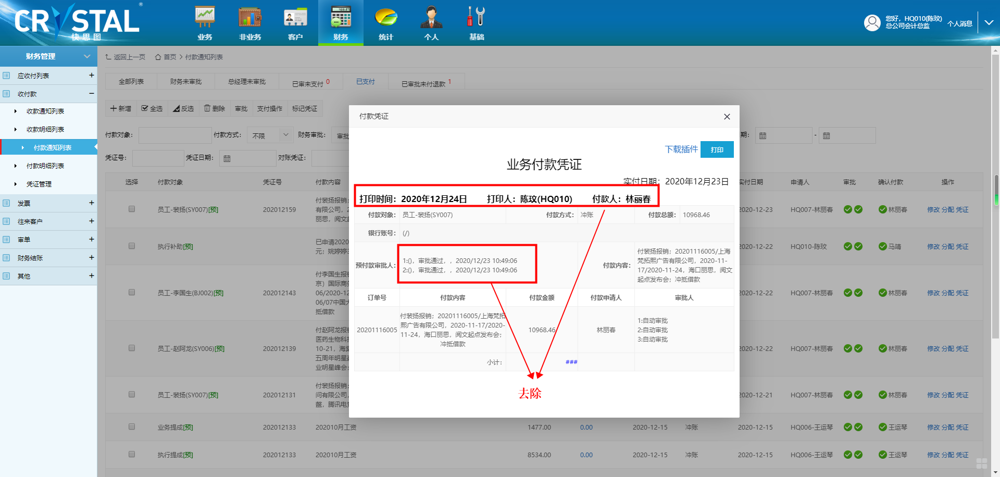 CRYSTAL
®
快思图
业务
非业务
客户
财务
统计
个人
基础
您好，HQ010(陈玟)
总公司会计总监
个人消息
财务管理
应收付列表
+
收付款
−
收款通知列表
收款明细列表
付款通知列表
付款明细列表
凭证管理
发票
+
往来客户
+
审单
+
财务结账
+
其他
+
返回上一页
首页 > 付款通知列表
全部列表
财务未审批
总经理未审批
已审未支付 0
已支付
已审批未付退款 1
新增
全选
反选
删除
审批
支付操作
标记凭证
付款对象：
付款方式：
不限
财务审批：
审批
期：
-
凭证号：
凭证日期：
对账凭证：
选择 付款对象 凭证号 付款内容 实付日期 申请人 审批 确认付款 操作
付裴扬报销；
有限公司，2
丽思，阅文起
员工-裴扬(SY007)[预] 202012159 2020-12-23 HQ007-林丽春 林丽春 修改 分配 凭证
已申请2020
元；姚婷婷3
执行补助[预] 2020-12-22 HQ010-陈玟 马靖 修改 分配 凭证
付李国生报销
京）国际商务
06/2020-12
06/07中国大
抵借款
员工-李国生(BJ002)[预] 202012143 2020-12-22 HQ007-林丽春 林丽春 修改 分配 凭证
付赵阿龙报销
医药生物科技
10-21，海棠
五周年明星高
业明星峰会；
员工-赵阿龙(SY006)[预] 202012139 2020-12-22 HQ007-林丽春 林丽春 修改 分配 凭证
付裴扬报销；
问有限公司，
薹，腾讯电竞
员工-裴扬(SY007)[预] 202012131 2020-12-21 HQ007-林丽春 林丽春 修改 分配 凭证
业务提成[预] 202012133 202010月工资 1477.00 0.00 2020-12-15 冲账 2020-12-15 HQ006-王运琴 王运琴 修改 分配 凭证
执行提成[预] 202012133 202010月工资 8534.00 0.00 2020-12-15 冲账 2020-12-15 HQ006-王运琴 王运琴 修改 分配 凭证
付款凭证
下载插件
打印
业务付款凭证
实付日期：2020年12月23日
打印时间：2020年12月24日 打印人：陈玟(HQ010) 付款人：林丽春
付款对象： 员工-裴扬(SY007) 付款方式： 冲账 付款总额： 10968.46
银行账号： (/)
预付款审批人：
1:()，审批通过，，2020/12/23 10:49:06
2:()，审批通过，，2020/12/23 10:49:06
付款内容：
付裴扬报销；20201116005/上海
梵拓熙广告有限公司，2020-11-
17/2020-11-24，海口丽思，阅文
起点发布会；冲抵借款
订单号 付款内容 付款金额 付款申请人 审批人
20201116005
付裴扬报销；20201116005/上海梵拓
熙广告有限公司，2020-11-17/2020-
11-24，海口丽思，阅文起点发布会；
冲抵借款
10968.46
林丽春
1:自动审批
2:自动审批
3:自动审批
小计： ###
去除